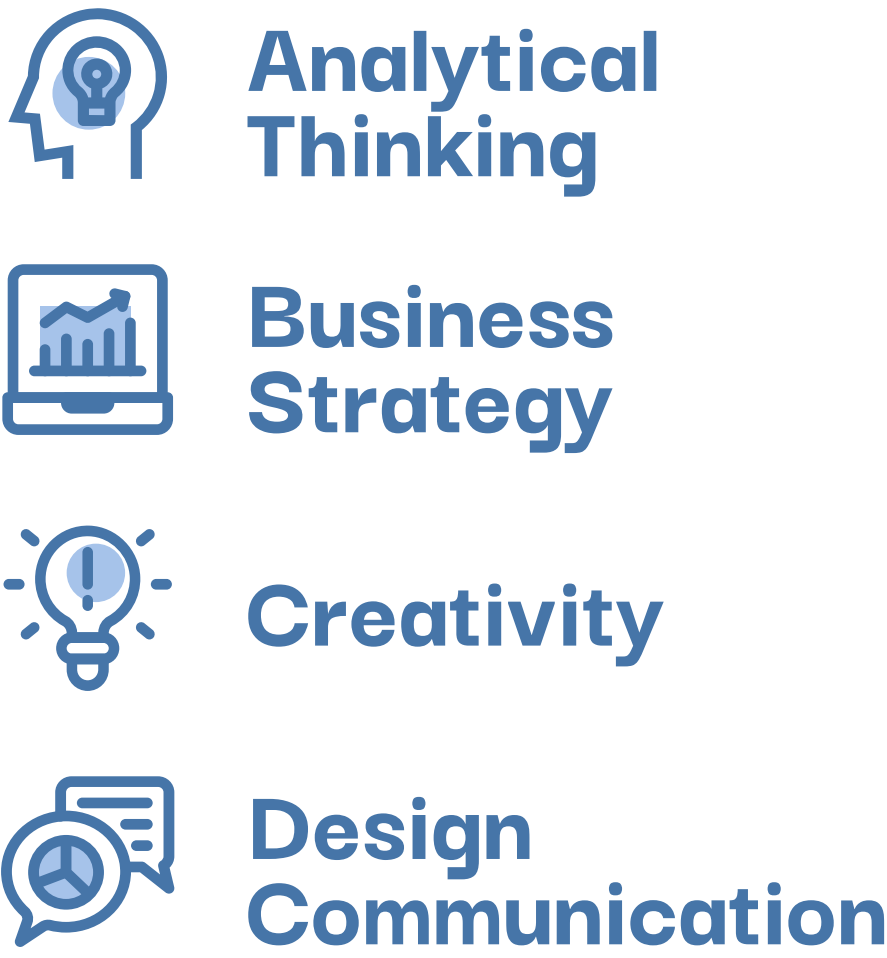 Analytical
Thinking
Business
Strategy
Creativity
Design
Communication